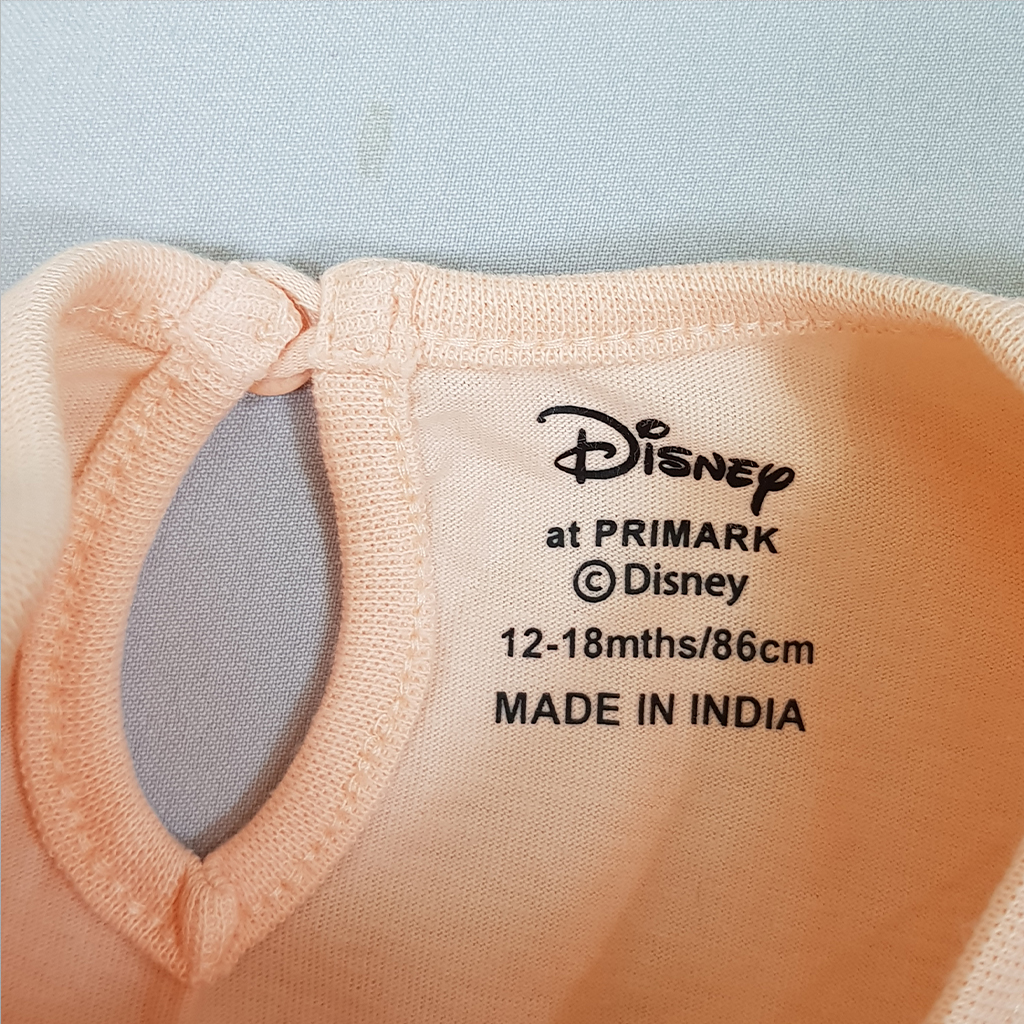 Disney
at PRIMARK
©Disney
12-18mths/86cm
MADE IN INDIA